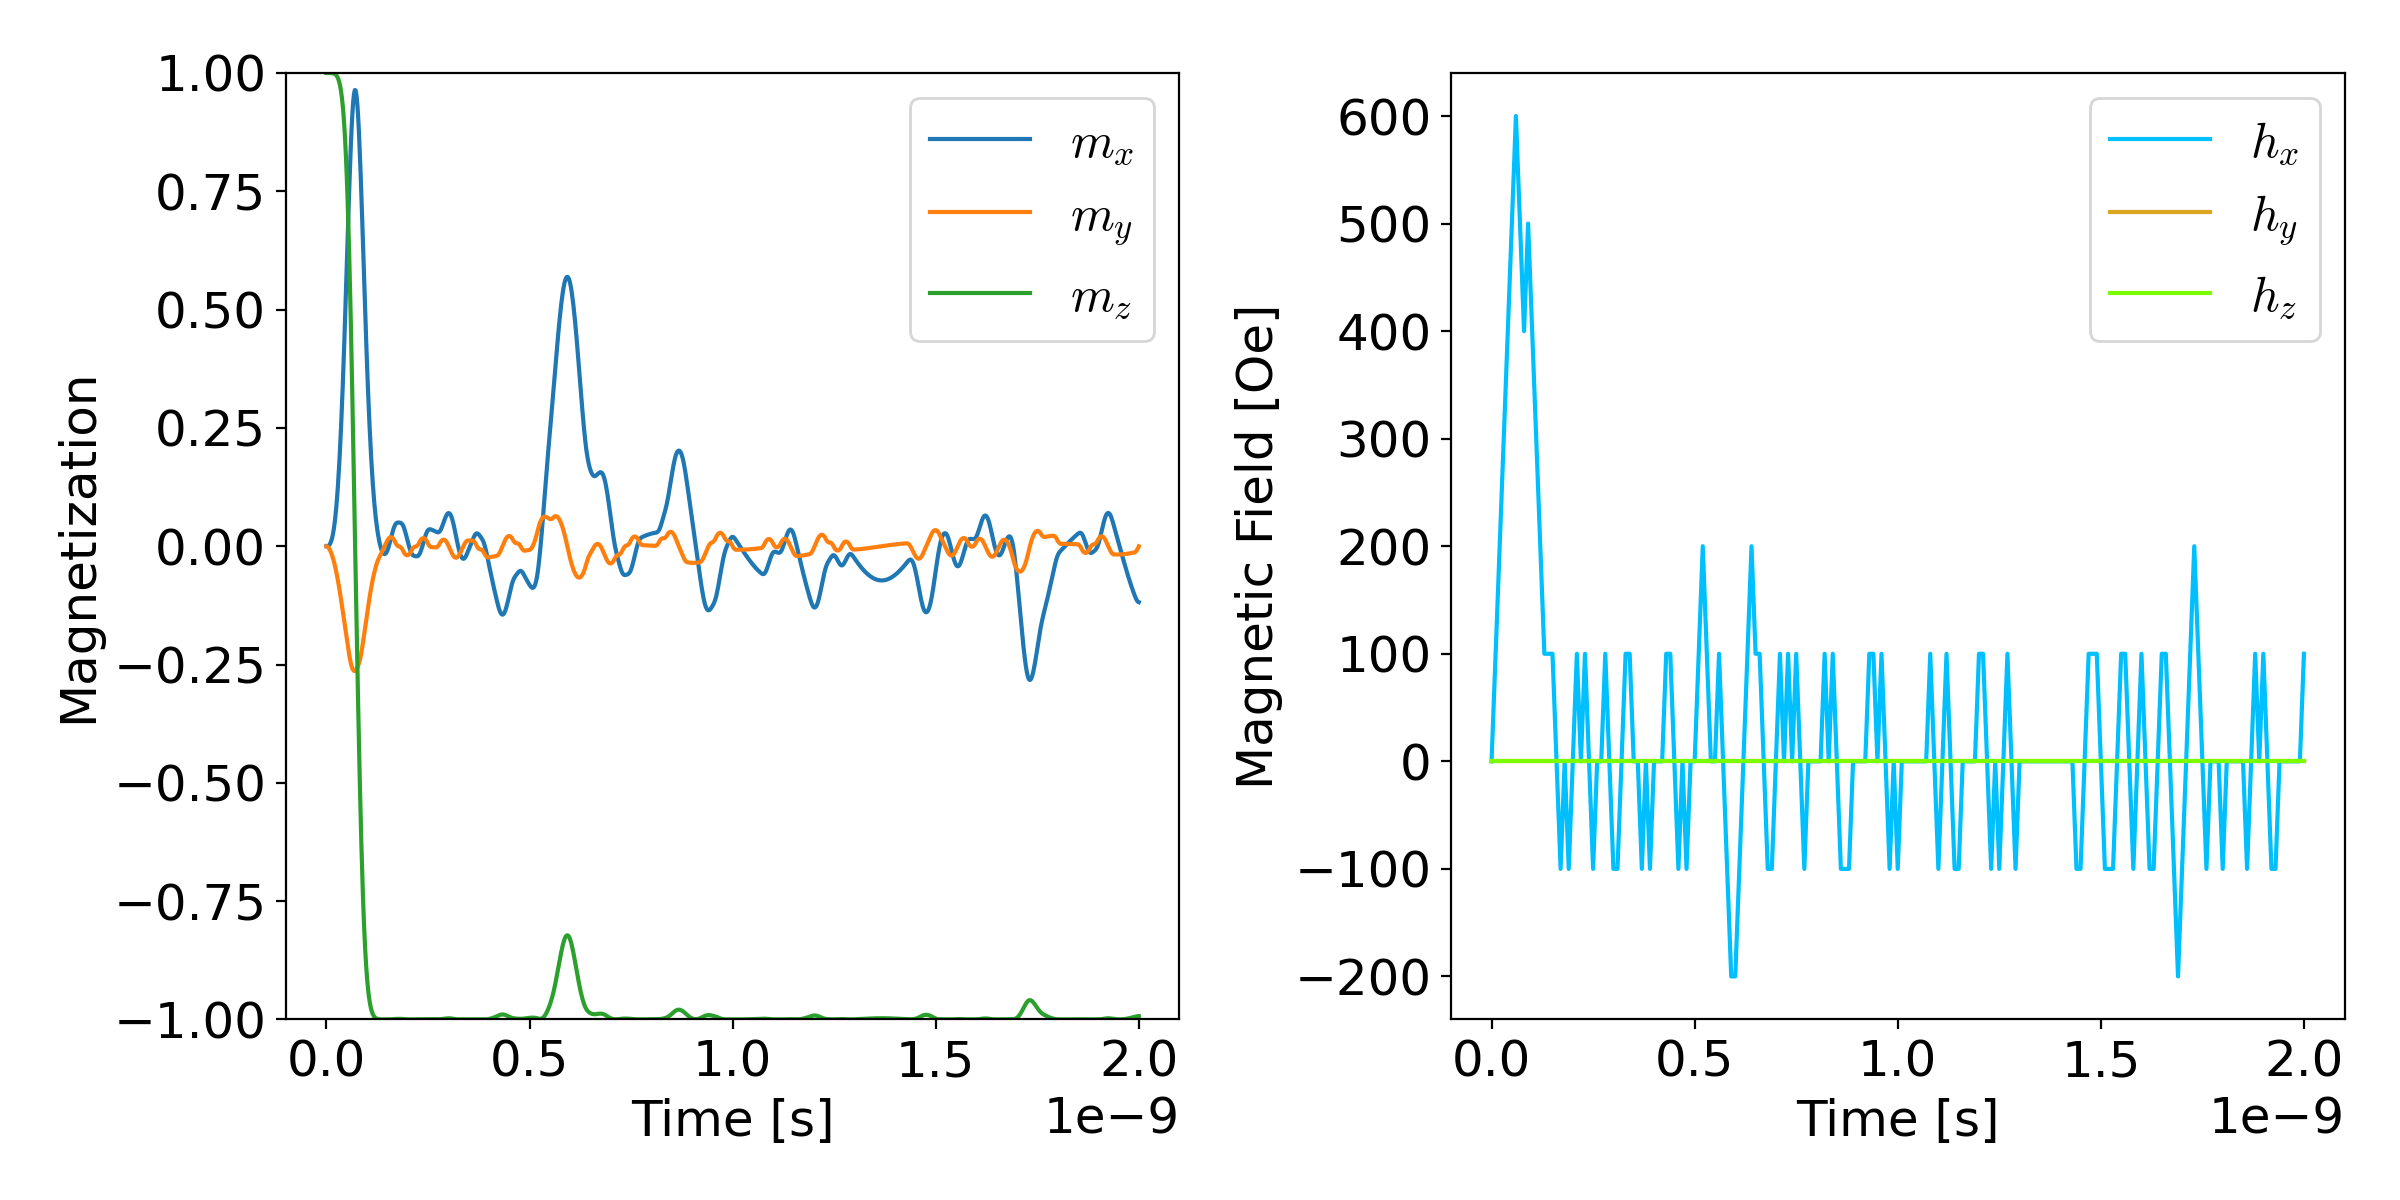 1.00
0.75
0.50
0.25
0.00
−0.25
−0.50
−0.75
−1.00
Magnetization
0.0 0.5 1.0 1.5 2.0
Time [s]
1e−9
m_x
m_y
m_z
600
500
400
300
200
100
0
−100
−200
Magnetic Field [Oe]
0.0 0.5 1.0 1.5 2.0
Time [s]
1e−9
h_x
h_y
h_z